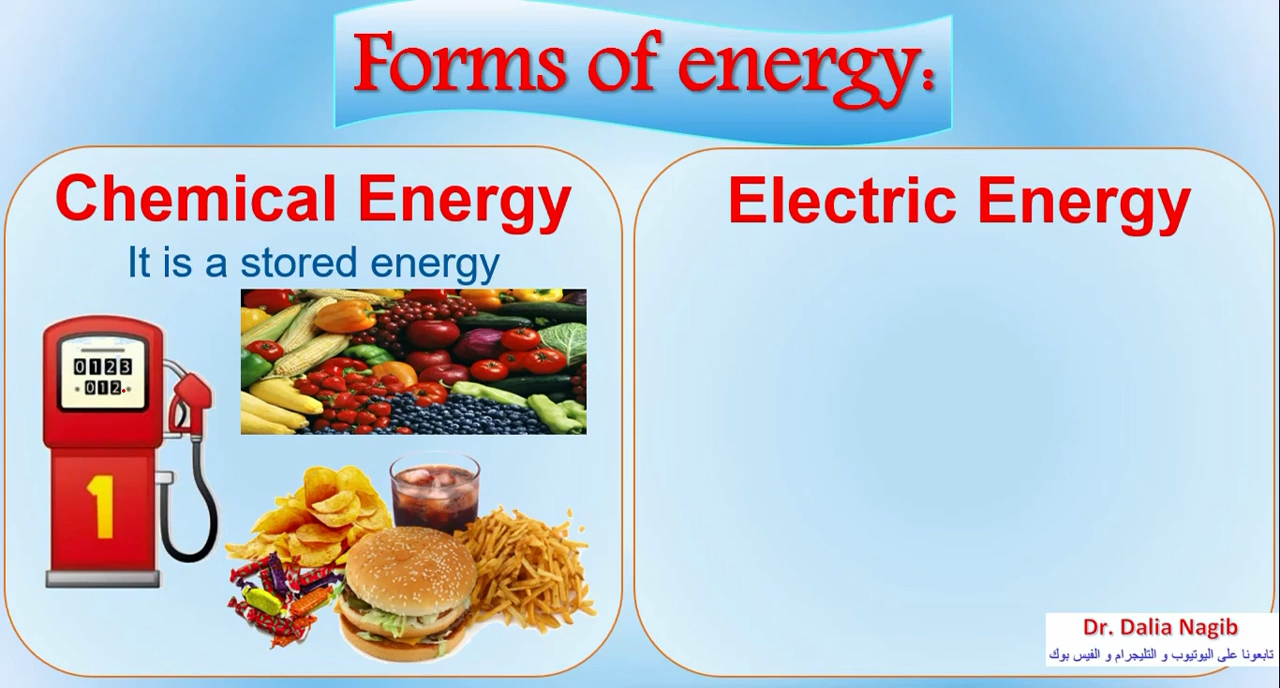 Forms of energy:
Chemical Energy
It is a stored energy
0123
012.
1
Electric Energy
Dr. Dalia Nagib
تابعونا على اليوتيوب و التليجرام و الفيس بوك